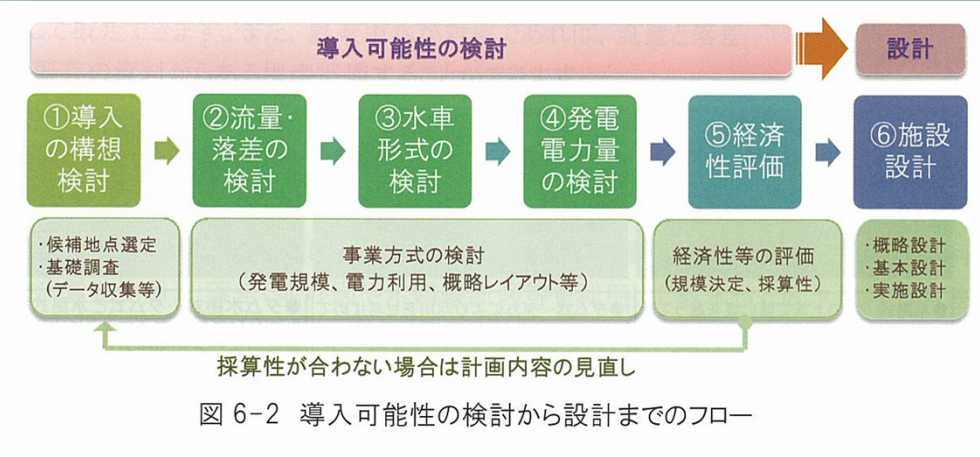 導入可能性の検討
設計
①導入
の構想
検討
②流量・
落差の
検討
③水車
形式の
検討
④発電
電力量
の検討
⑤経済
性評価
⑥施設
設計
・候補地点選定
・基礎調査
(データ収集等)
事業方式の検討
(発電規模、電力利用、概略レイアウト等)
経済性等の評価
(規模決定、採算性)
・概略設計
・基本設計
・実施設計
採算性が合わない場合は計画内容の見直し
図 6-2 導入可能性の検討から設計までのフロー